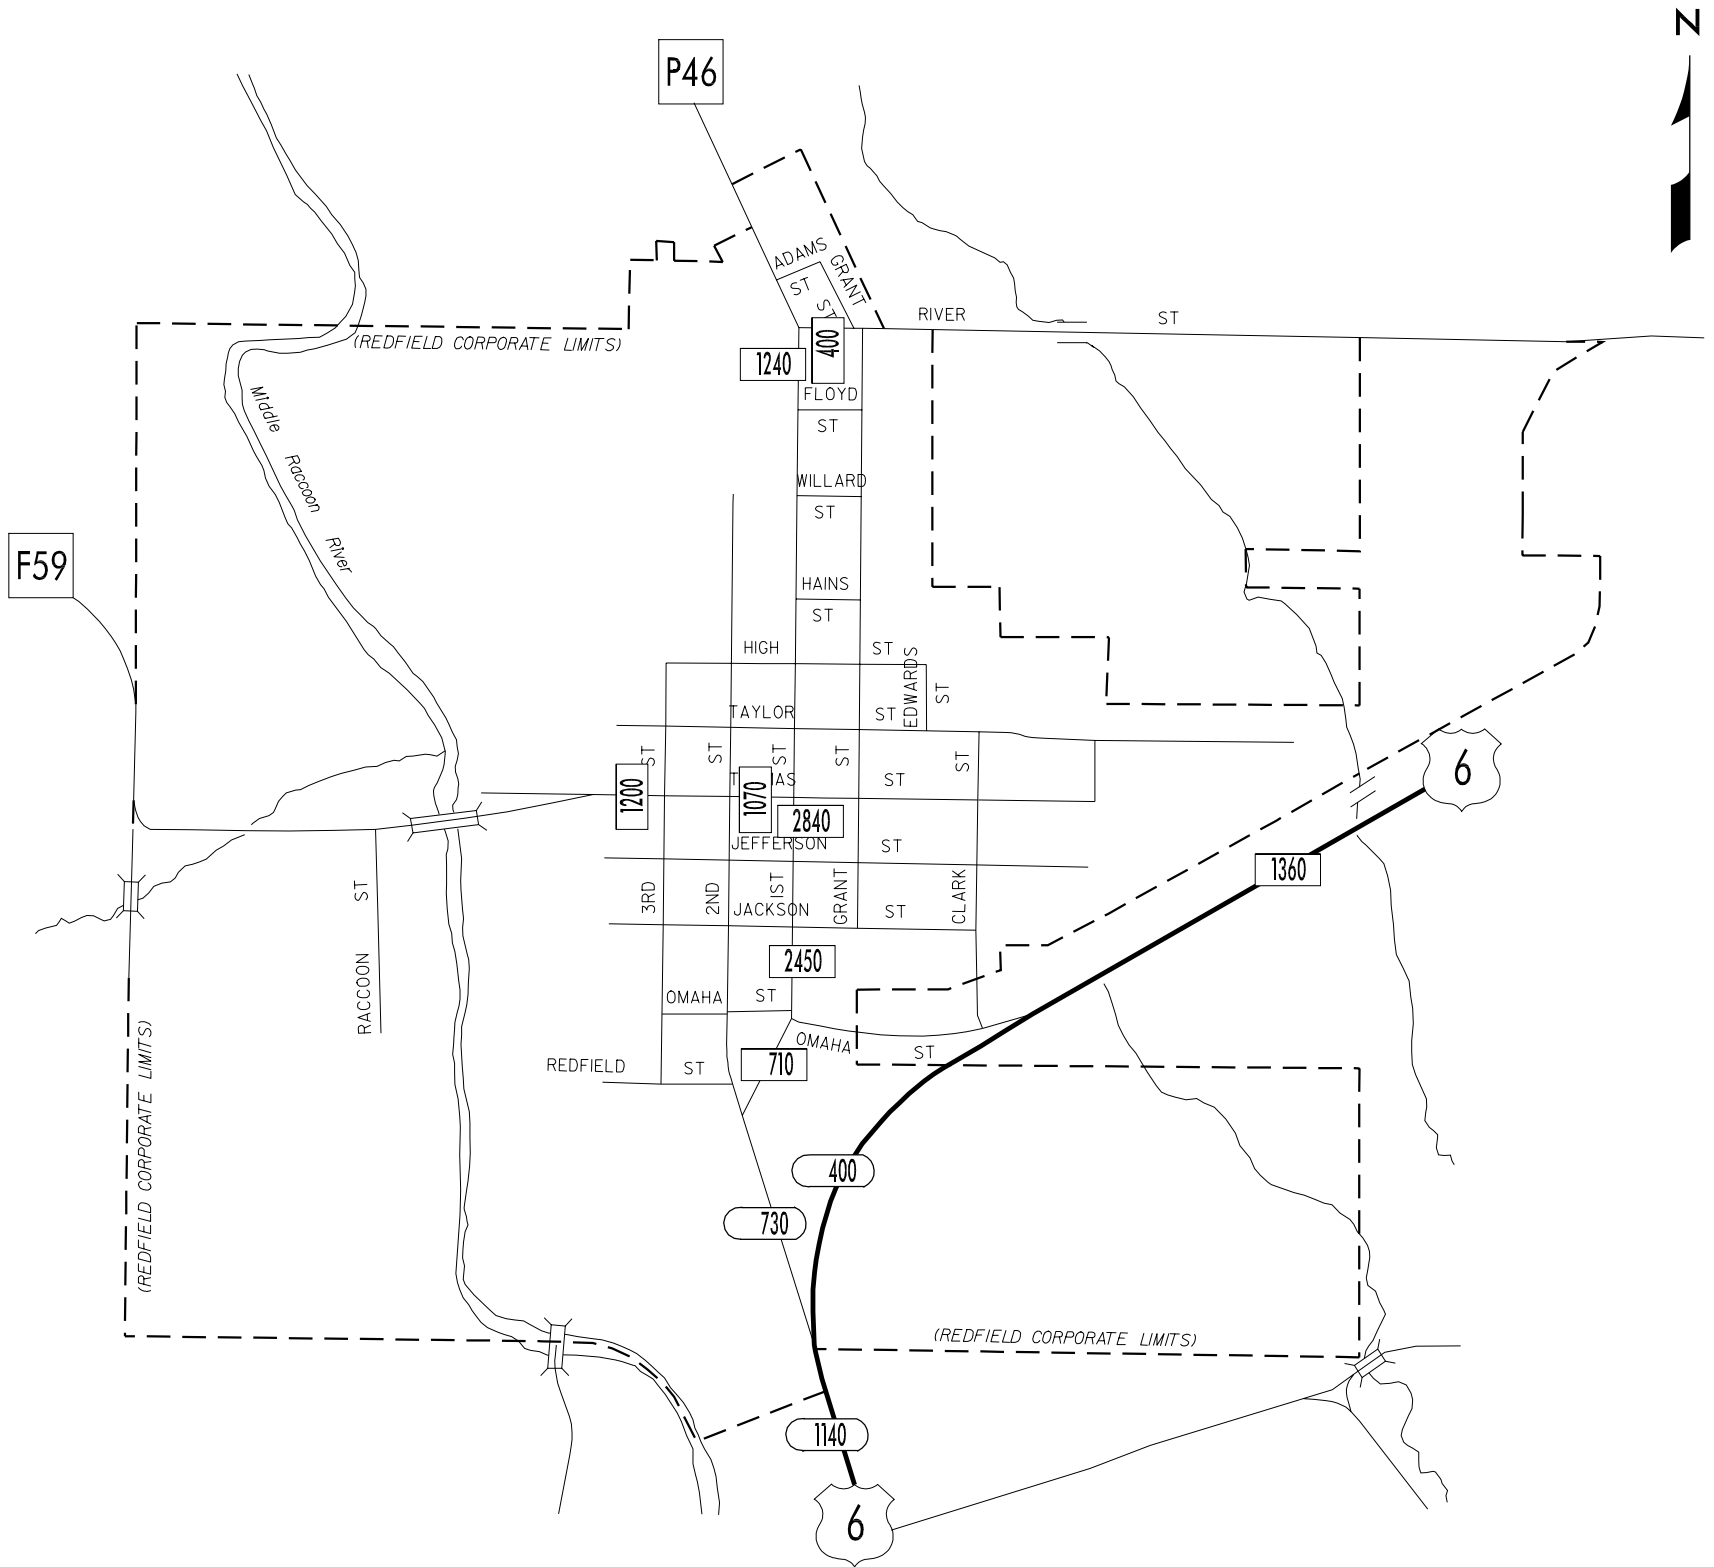 N
P46
ADAMS
ST
GRANT
ST
RIVER ST
(REDFIELD CORPORATE LIMITS)
1240
400
FLOYD
ST
Middle Raccoon River
WILLARD
ST
F59
HAINS
ST
HIGH ST
EDWARDS ST
TAYLOR ST
ST
ST
ST
ST
ST
6
1200
1070
ST
2840
JEFFERSON ST
1360
RACCOON ST
3RD
2ND
1ST
GRANT
CLARK
JACKSON ST
2450
OMAHA ST
OMAHA ST
REDFIELD ST
710
(REDFIELD CORPORATE LIMITS)
400
730
(REDFIELD CORPORATE LIMITS)
1140
6